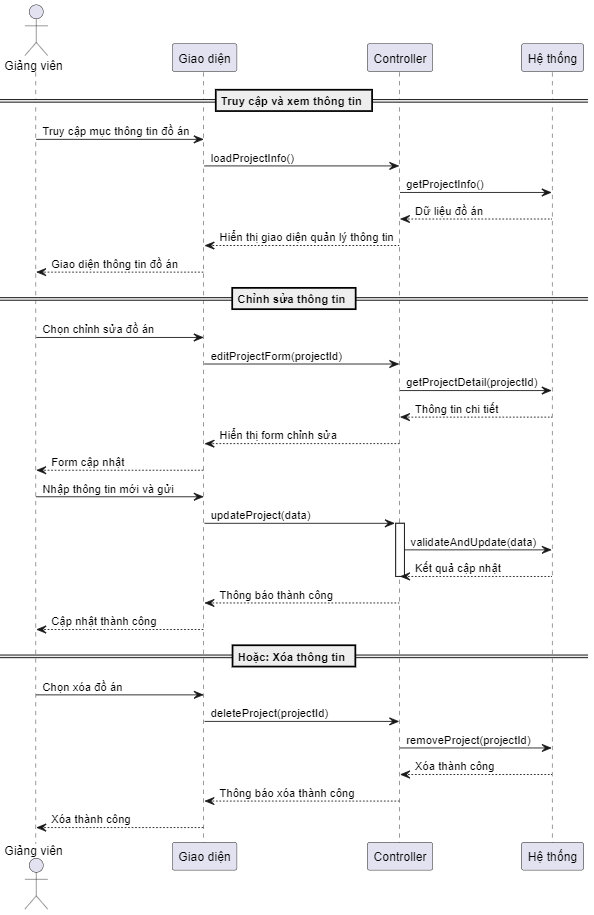 Giảng viên
Giao diện
Controller
Hệ thống
Truy cập và xem thông tin
Truy cập mục thông tin đồ án
loadProjectInfo()
getProjectInfo()
Dữ liệu đồ án
Hiển thị giao diện quản lý thông tin
Giao diện thông tin đồ án
Chỉnh sửa thông tin
Chọn chỉnh sửa đồ án
editProjectForm(projectId)
getProjectDetail(projectId)
Thông tin chi tiết
Hiển thị form chỉnh sửa
Form cập nhật
Nhập thông tin mới và gửi
updateProject(data)
validateAndUpdate(data)
Kết quả cập nhật
Thông báo thành công
Cập nhật thành công
Hoặc: Xóa thông tin
Chọn xóa đồ án
deleteProject(projectId)
removeProject(projectId)
Xóa thành công
Thông báo xóa thành công
Xóa thành công
Giảng viên
Giao diện
Controller
Hệ thống